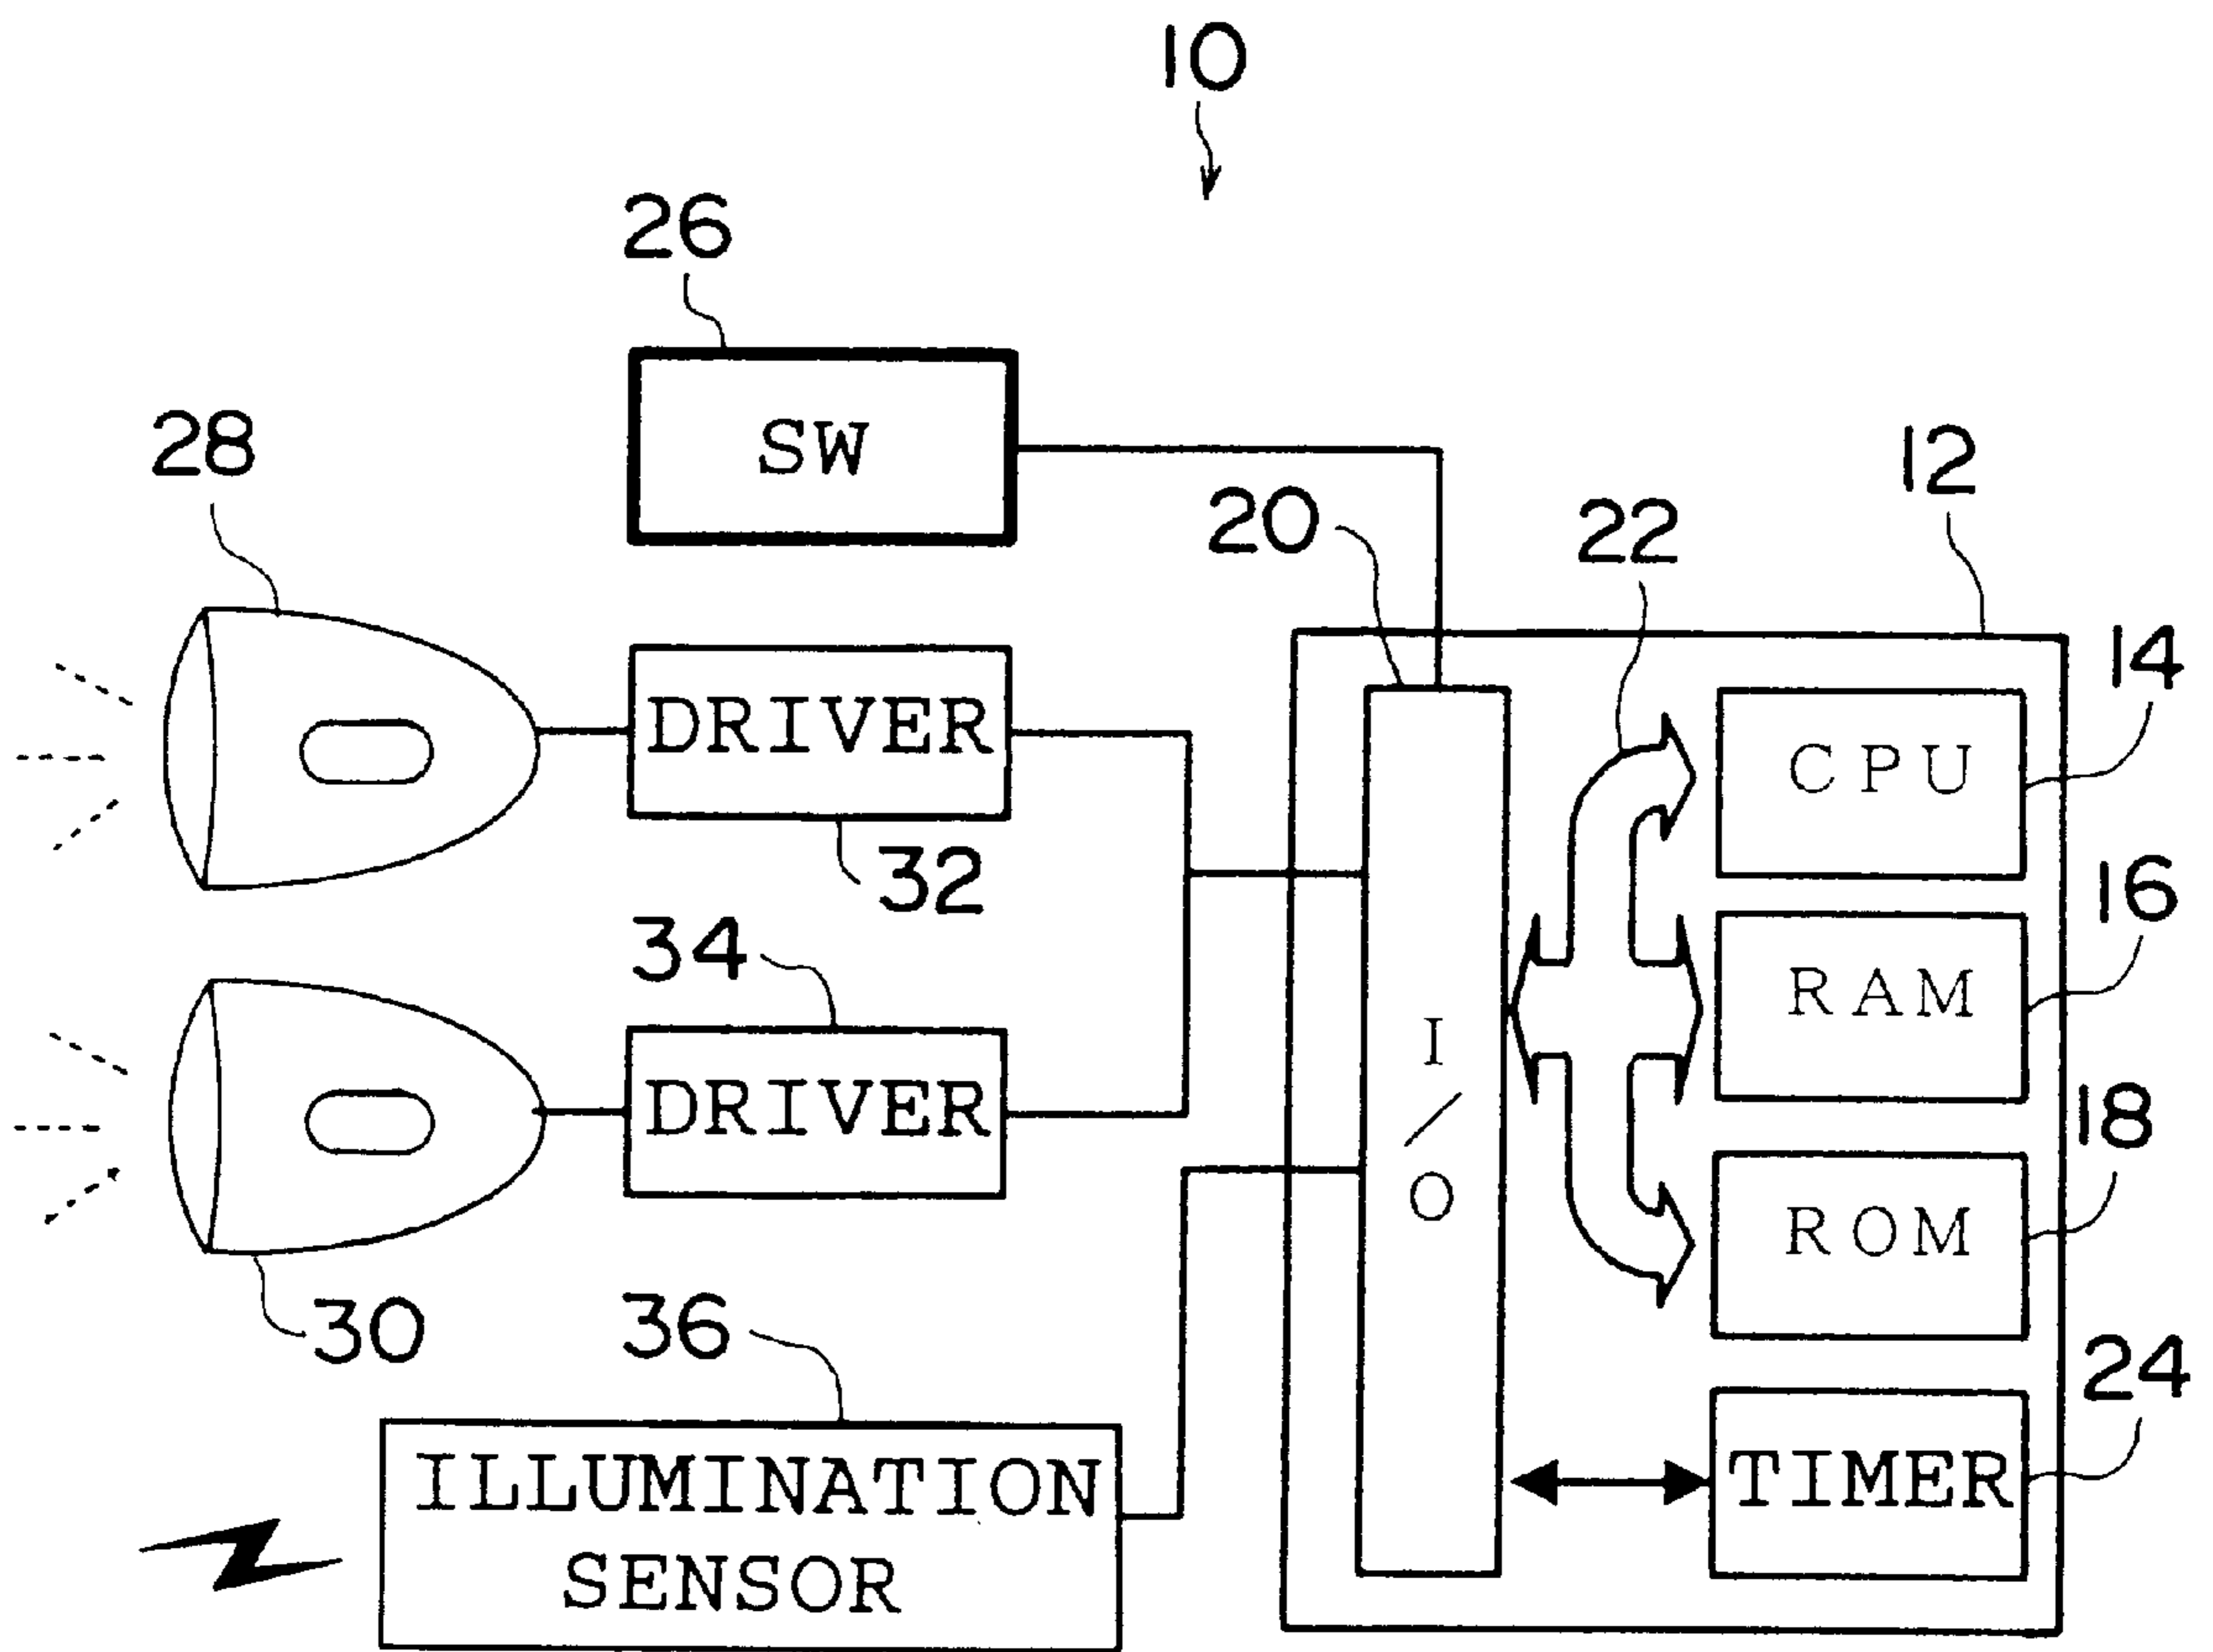 10
26
SW
28
20
22
12
14
DRIVER
CPU
32
16
34
RAM
I/O
DRIVER
18
ROM
30
36
24
ILLUMINATION
SENSOR
TIMER